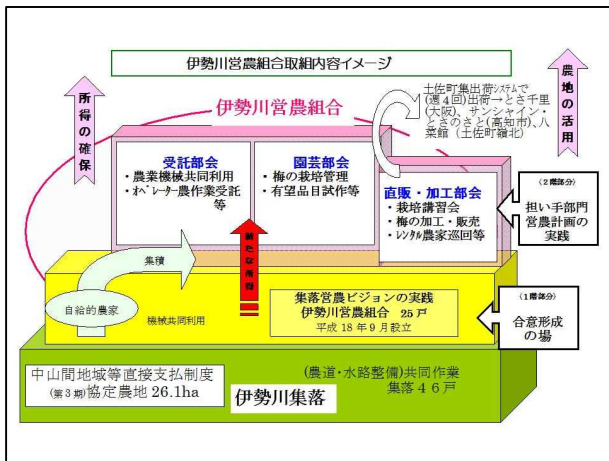 伊勢川営農組合取組内容イメージ
所得の確保
農地の活用
伊勢川営農組合
土佐町集出荷システムで
(週4回)出荷→とさ千里
(大阪)、サンシャイン・
とさのさと(高知市)、八
菜館(土佐町嶺北)
受託部会
・農業機械共同利用
・オペレーター農作業受託
等
園芸部会
・梅の栽培管理
・有望品目試作等
直販・加工部会
・栽培講習会
・梅の加工・販売
・レンタル農家巡回等
(2階部分)
担い手部門
営農計画の
実践
集積
新たな所得
自給的農家
機械共同利用
集落営農ビジョンの実践
伊勢川営農組合 25戸
平成18年9月設立
(1階部分)
合意形成
の場
中山間地域等直接支払制度
(第3期)協定農地 26.1ha
(農道・水路整備)共同作業
集落46戸
伊勢川集落